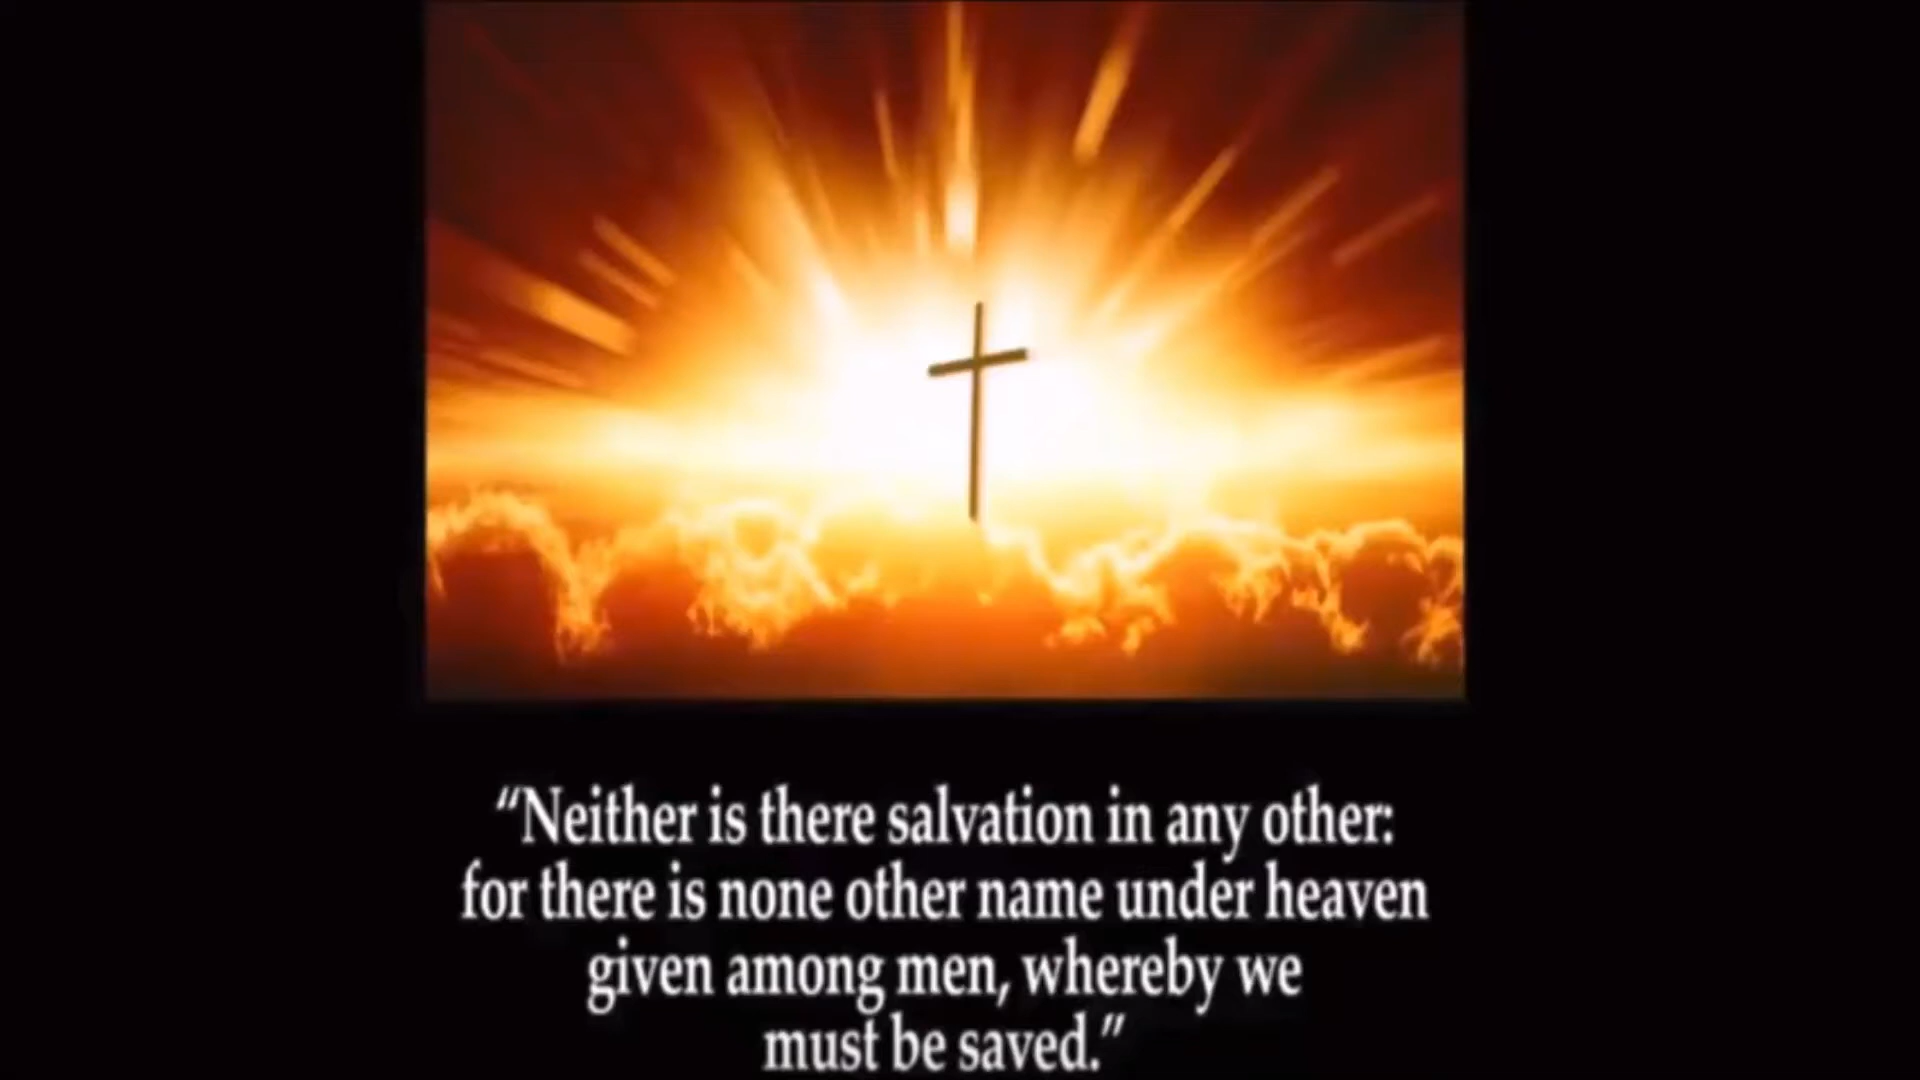 “Neither is there salvation in any other:
for there is none other name under heaven
given among men, whereby we
must be saved.”